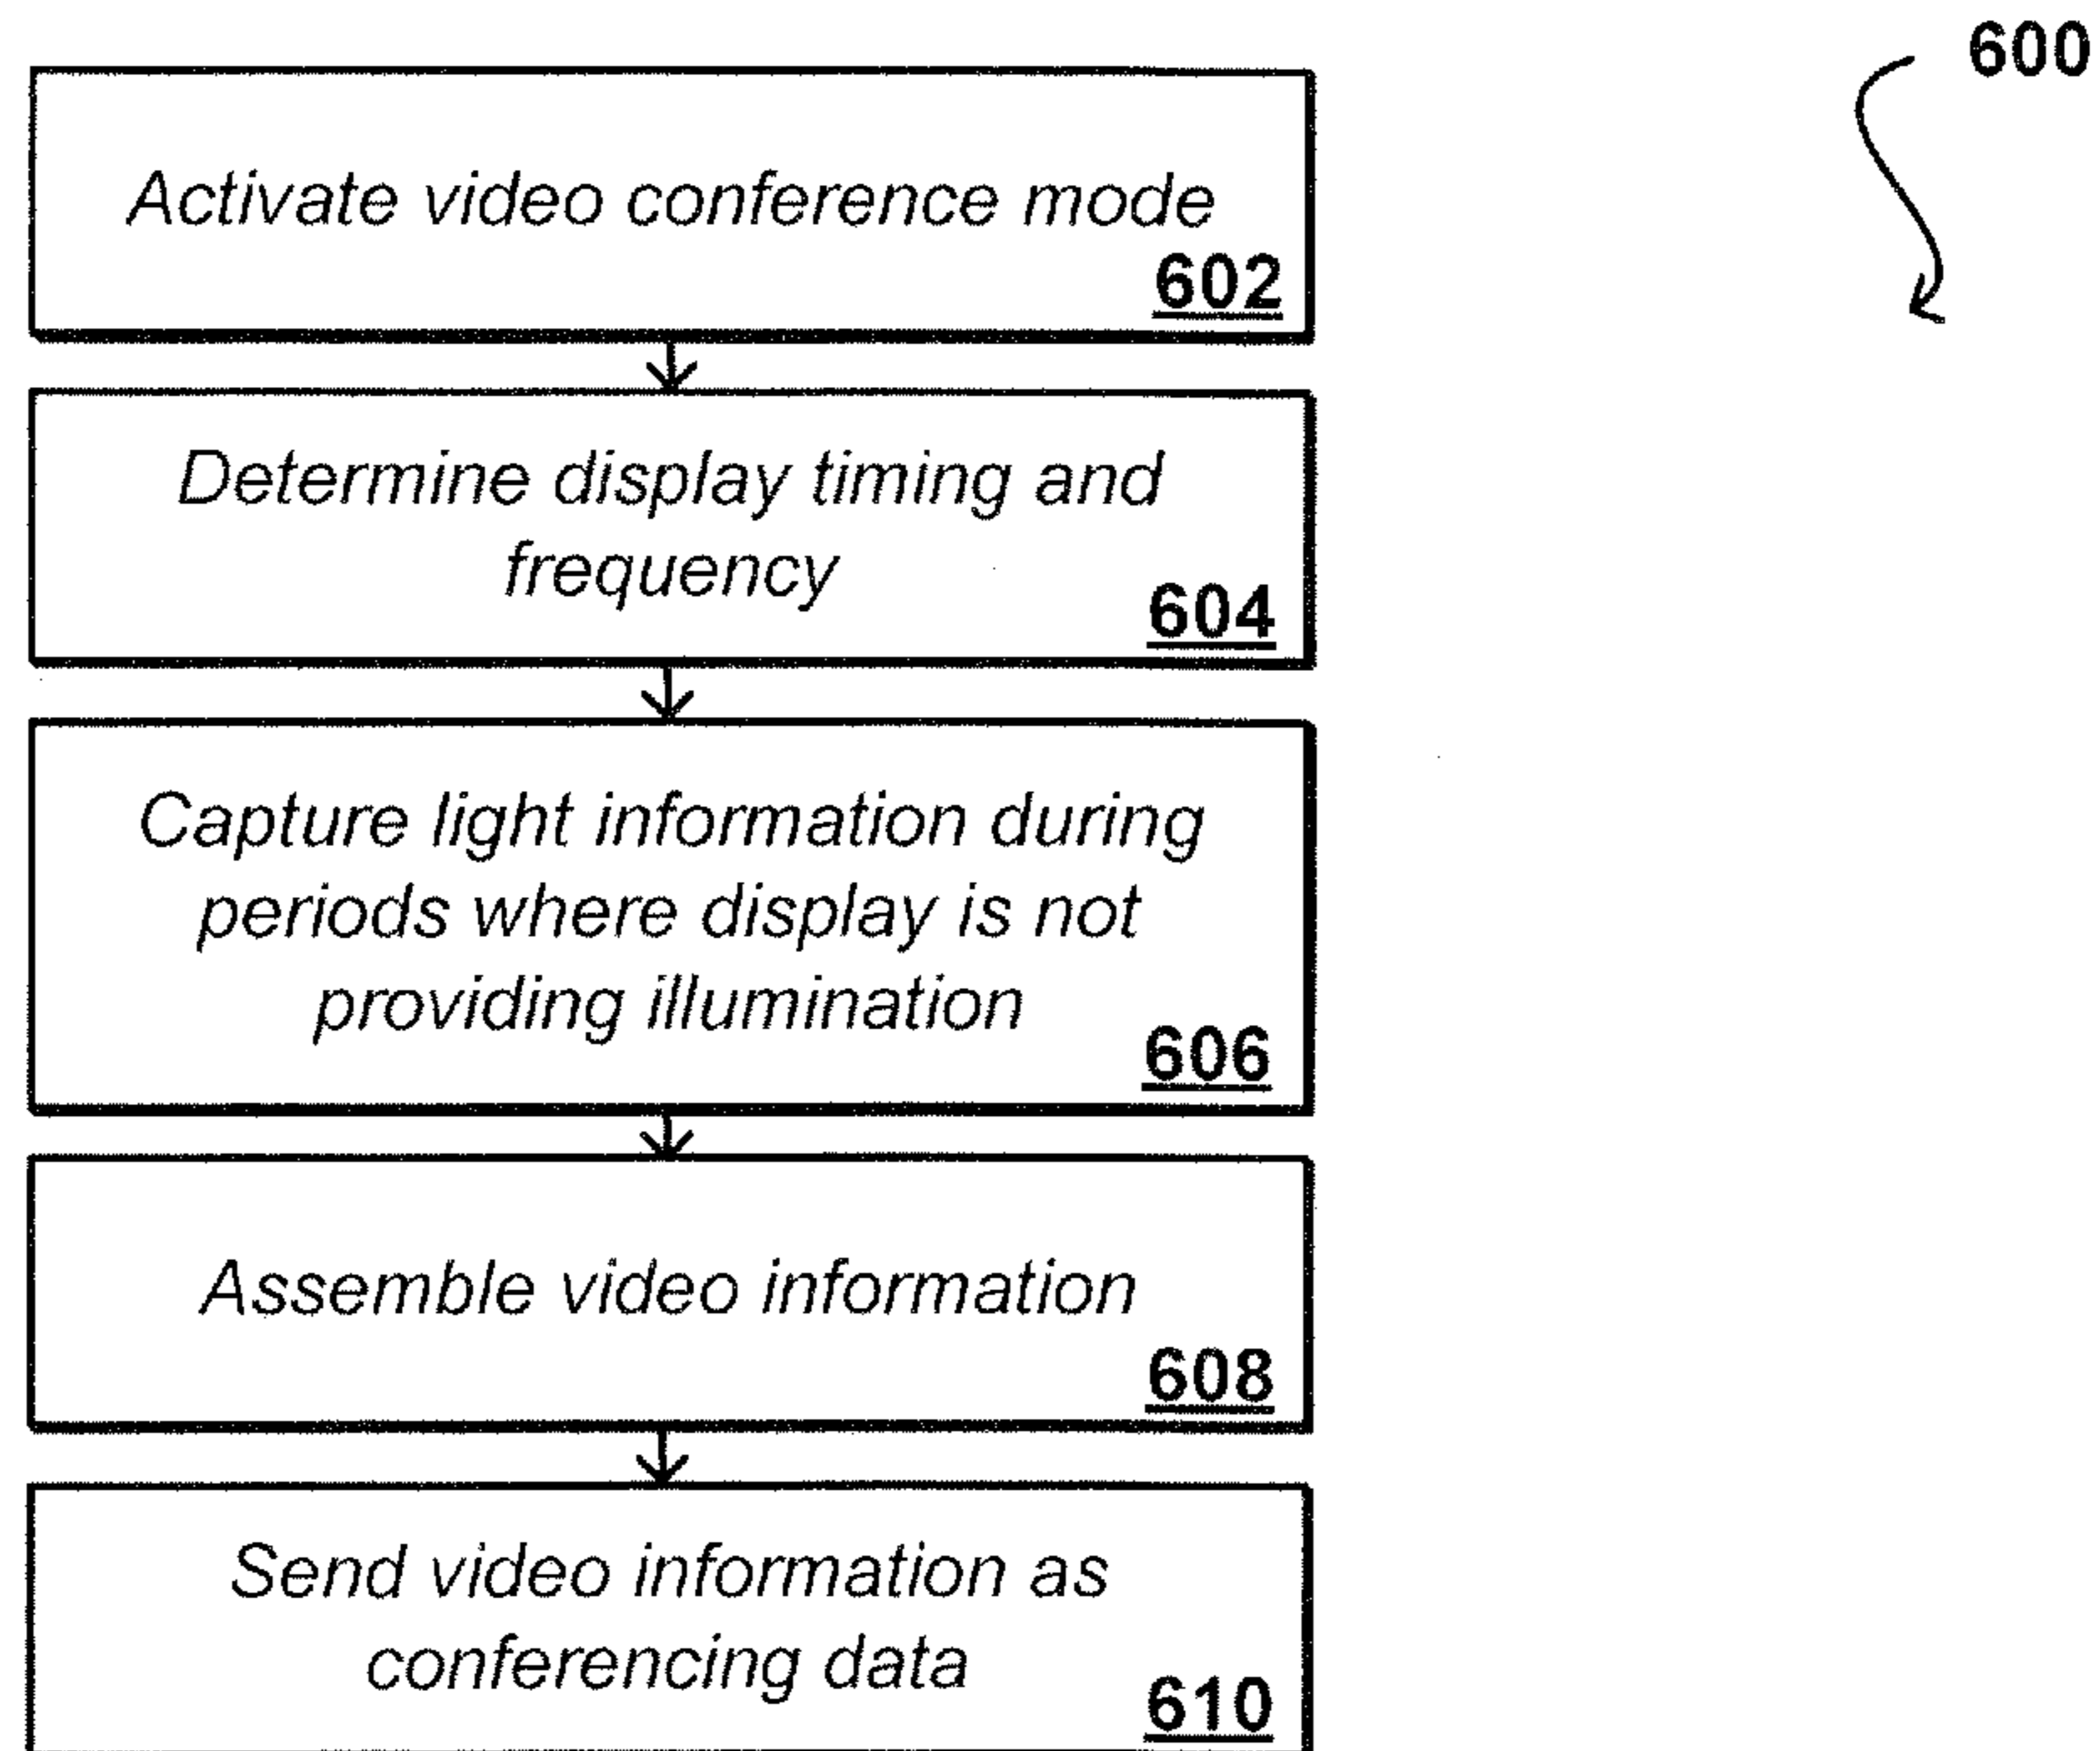 600
Activate video conference mode
602
Determine display timing and
frequency
604
Capture light information during
periods where display is not
providing illumination
606
Assemble video information
608
Send video information as
conferencing data
610